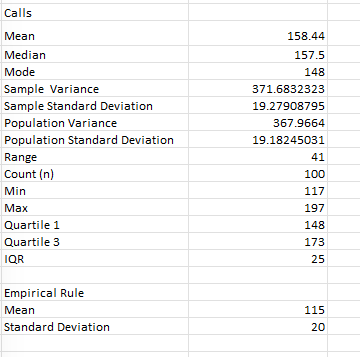 Calls
Mean 158.44
Median 157.5
Mode 148
Sample Variance 371.6832323
Sample Standard Deviation 19.27908795
Population Variance 367.9664
Population Standard Deviation 19.18245031
Range 41
Count (n) 100
Min 117
Max 197
Quartile 1 148
Quartile 3 173
IQR 25
Empirical Rule
Mean 115
Standard Deviation 20